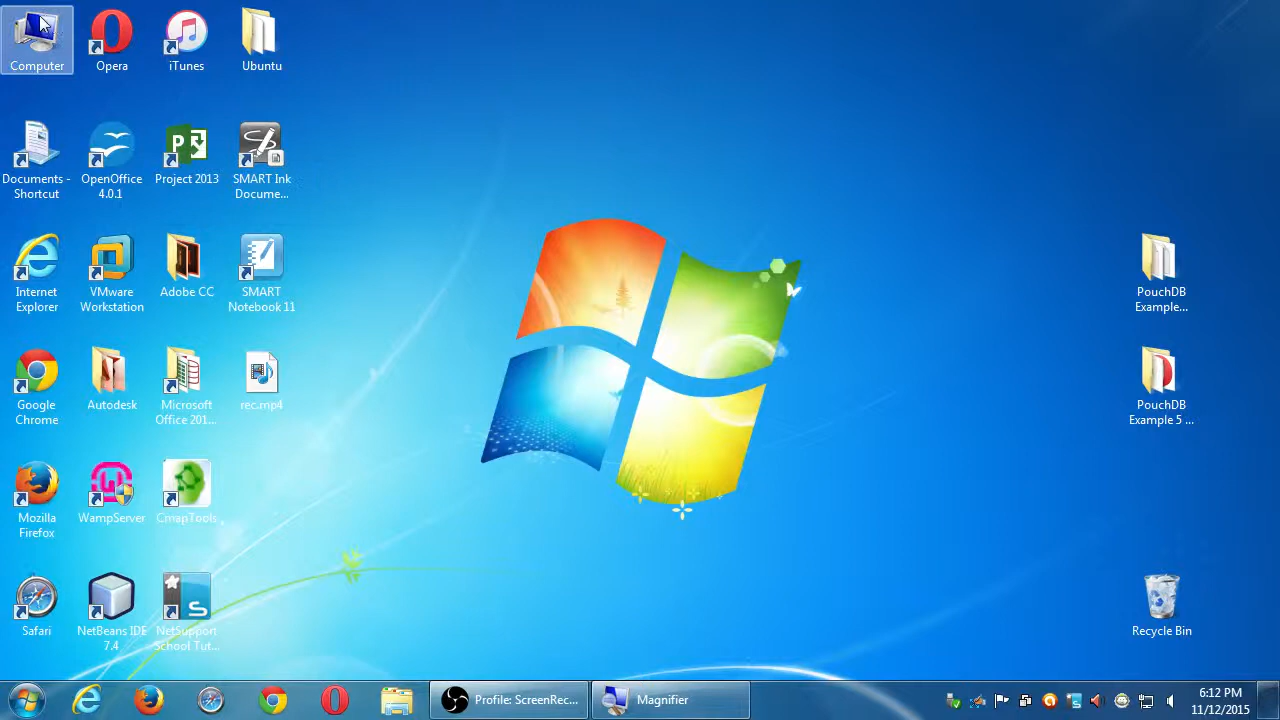 Computer
Opera
iTunes
Ubuntu
Documents -
Shortcut
OpenOffice
4.0.1
Project 2013
SMART Ink
Docume...
Internet
Explorer
VMware
Workstation
Adobe CC
SMART
Notebook 11
PouchDB
Example...
Google
Chrome
Autodesk
Microsoft
Office 201...
rec.mp4
PouchDB
Example 5 ...
Mozilla
Firefox
WampServer
CmapTools
Safari
NetBeans IDE
7.4
NetSupport
School Tut...
Recycle Bin
Profile: ScreenRec...
Magnifier
6:12 PM
11/12/2015